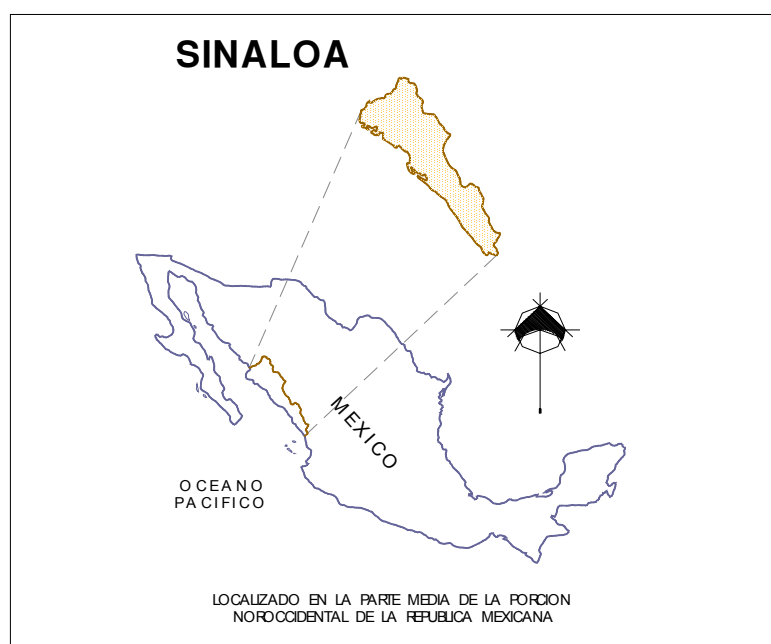 SINALOA
MEXICO
OCEANO
PACIFICO
LOCALIZADO EN LA PARTE MEDIA DE LA PORCION
NOROCCIDENTAL DE LA REPUBLICA MEXICANA